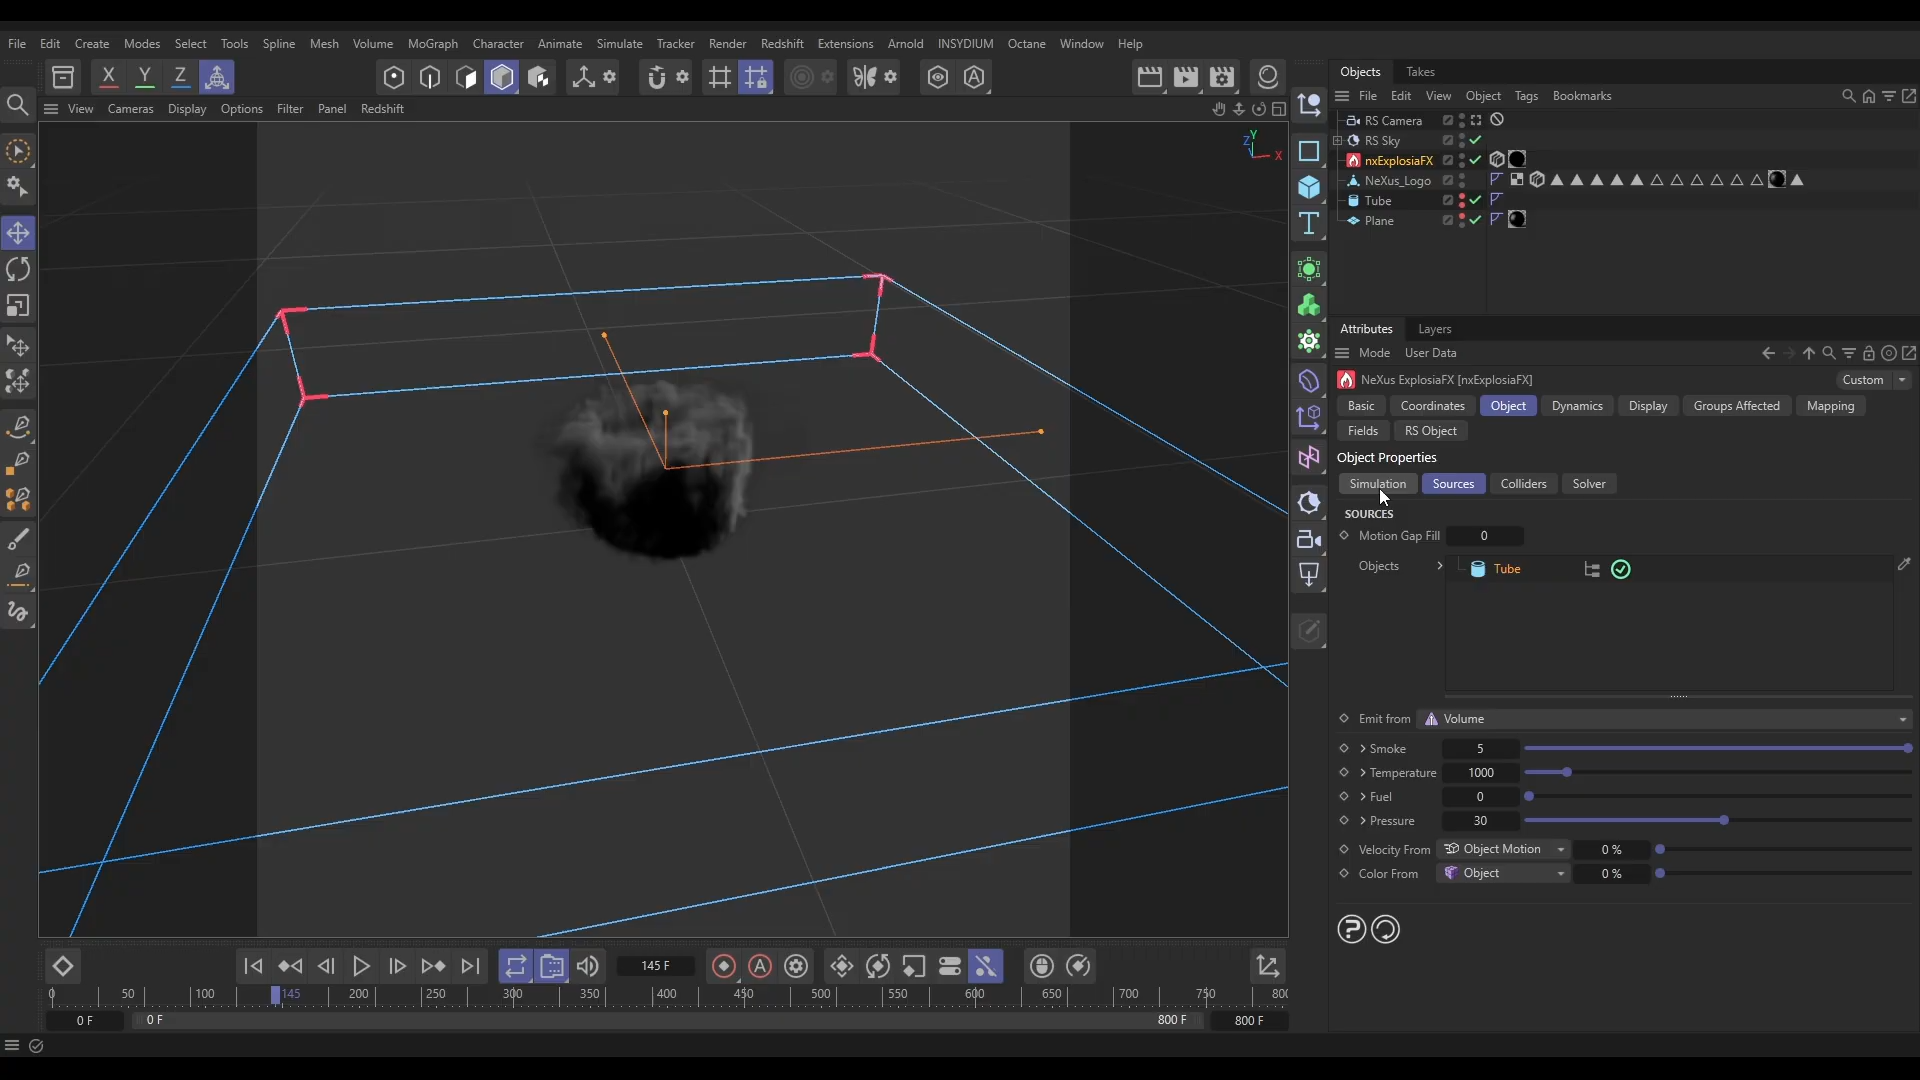 File Edit Create Modes Select Tools Spline Mesh Volume MoGraph Character Animate Simulate Tracker Render Redshift Extensions Arnold INSYDIUM Octane Window Help
X Y Z
Objects Takes
File Edit View Object Tags Bookmarks
View Cameras Display Options Filter Panel Redshift
RS Camera
RS Sky
nxExplosiaFX
NeXus_Logo
Tube
Plane
Y
Z
X
Attributes Layers
Mode User Data
NeXus ExplosiaFX [nxExplosiaFX]
Custom
Basic Coordinates Object Dynamics Display Groups Affected Mapping
Fields RS Object
Object Properties
Simulation Sources Colliders Solver
SOURCES
Motion Gap Fill 0
Objects Tube
Emit from Volume
Smoke 5
Temperature 1000
Fuel 0
Pressure 30
Velocity From Object Motion 0 %
Color From Object 0 %
145 F
0 50 100 145 200 250 300 350 400 450 500 550 600 650 700 750 800
0 F 0 F 800 F 800 F